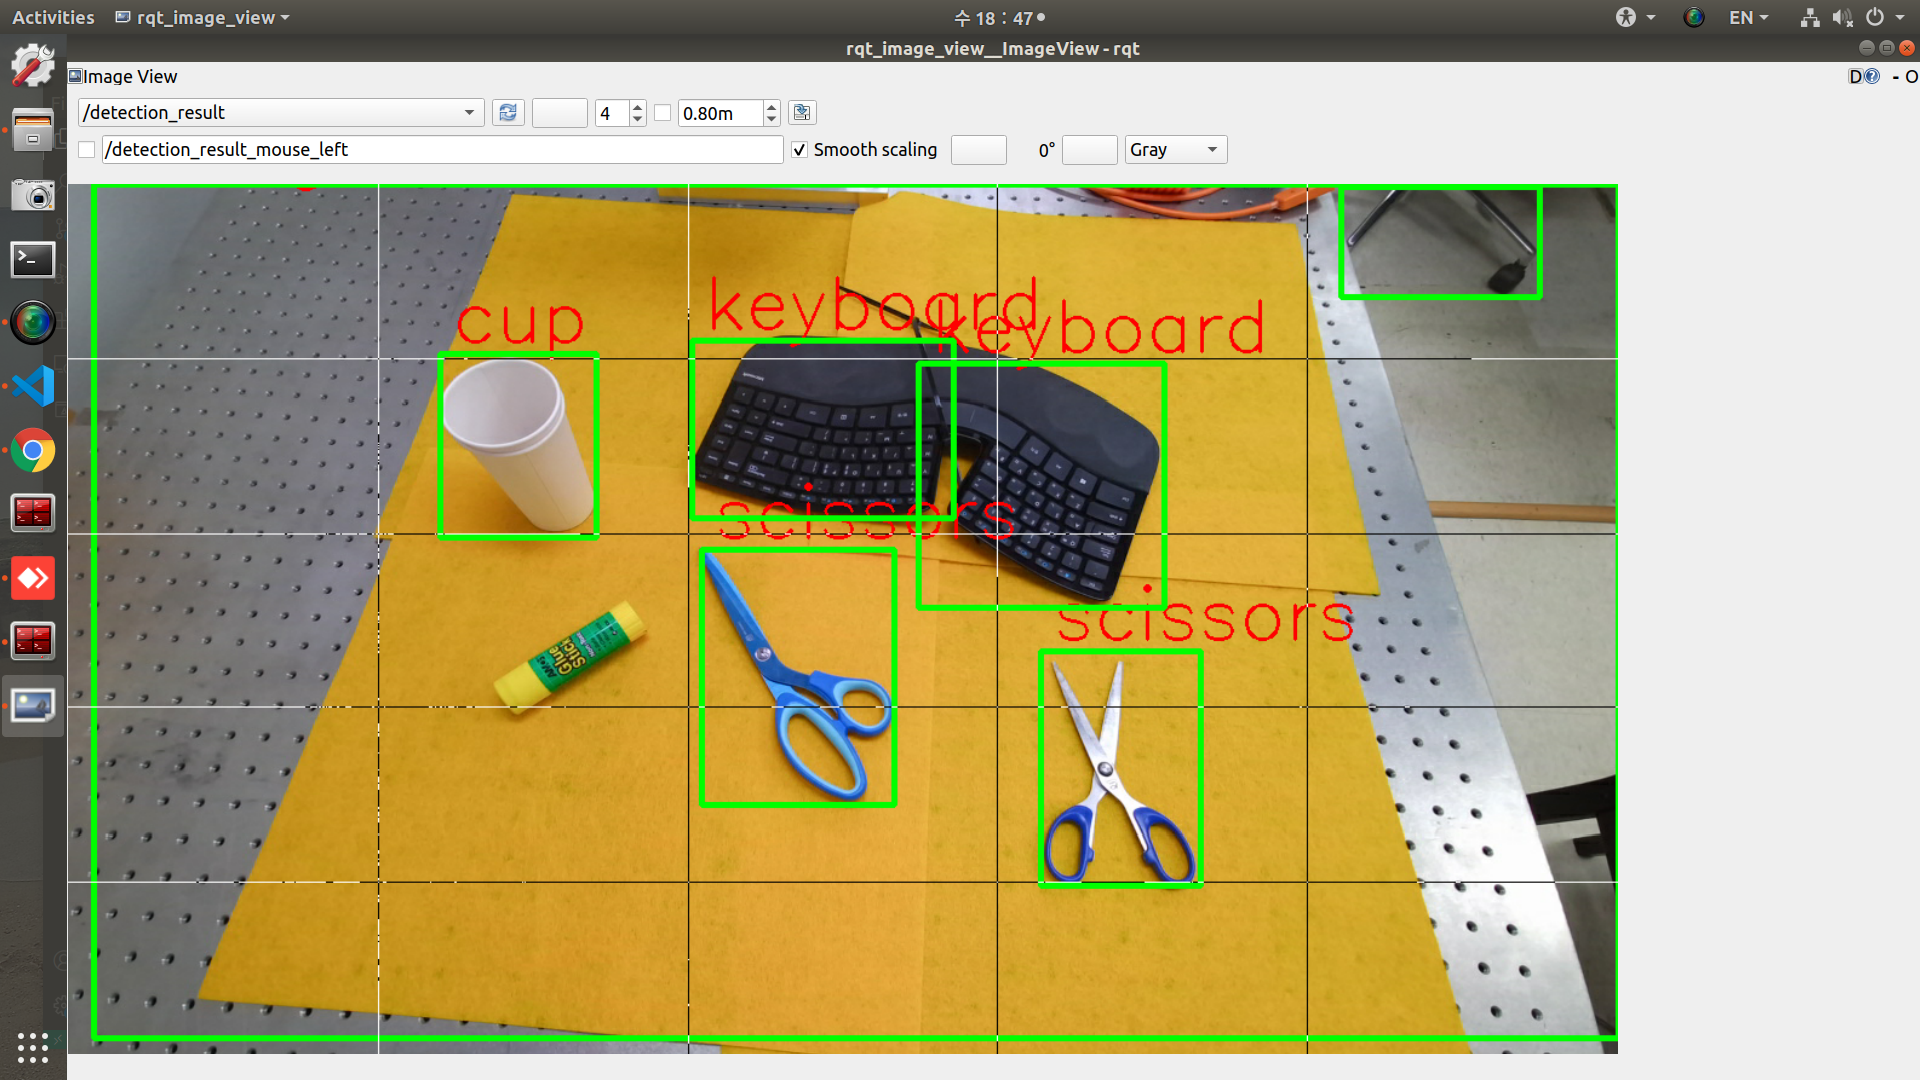 Activities
rqt_image_view
수 18:47
EN
rqt_image_view__ImageView - rqt
Image View
D
- O
/detection_result
4
0.80m
/detection_result_mouse_left
Smooth scaling
0°
Gray
keyboard
cup
keyboard
scissors
scissors
Glue
Stick